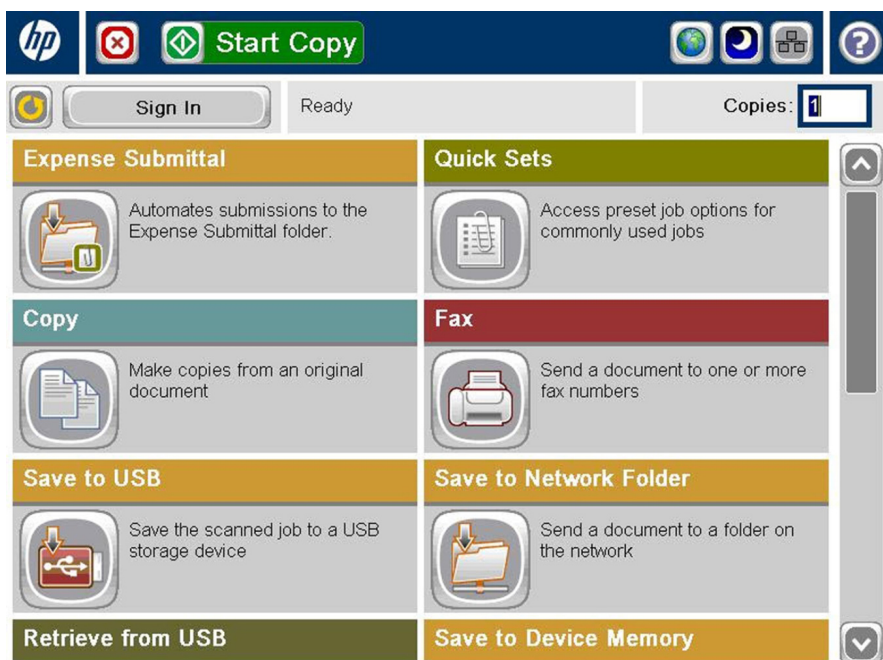 hp
Start Copy
?
Sign In
Ready
Copies: 1
Expense Submittal
Automates submissions to the
Expense Submittal folder.
Quick Sets
Access preset job options for
commonly used jobs
Copy
Make copies from an original
document
Fax
Send a document to one or more
fax numbers
Save to USB
Save the scanned job to a USB
storage device
Save to Network Folder
Send a document to a folder on
the network
Retrieve from USB
Save to Device Memory